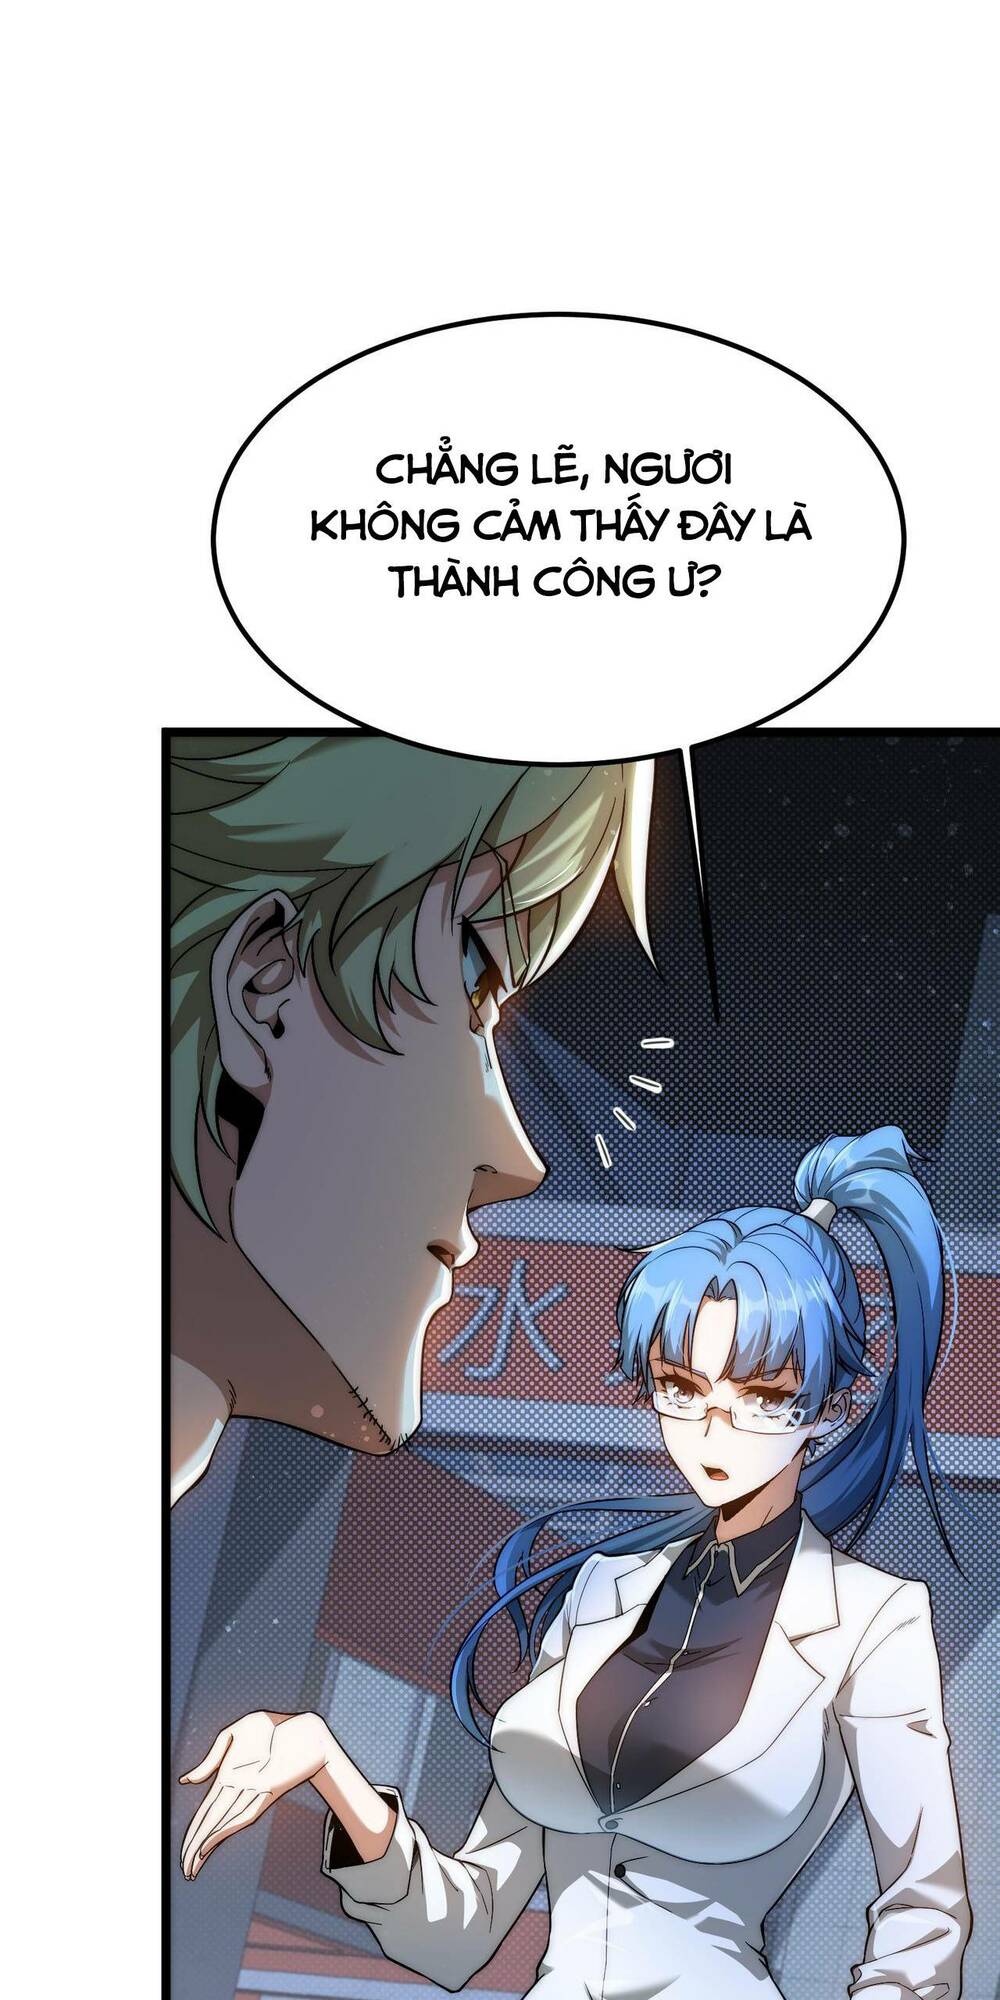 CHẲNG LẼ, NGƯƠI
KHÔNG CẢM THẤY ĐÂY LÀ
THÀNH CÔNG Ư?
水